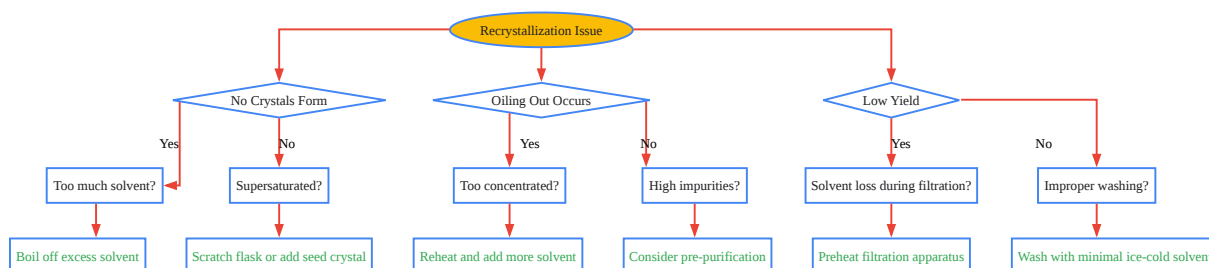 Recrystallization Issue
No Crystals Form
Oiling Out Occurs
Low Yield
Yes
No
Yes
No
Yes
No
Too much solvent?
Supersaturated?
Too concentrated?
High impurities?
Solvent loss during filtration?
Improper washing?
Boil off excess solvent
Scratch flask or add seed crystal
Reheat and add more solvent
Consider pre-purification
Preheat filtration apparatus
Wash with minimal ice-cold solvent